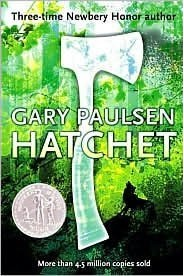 Three-time Newbery Honor author
GARY PAULSEN
HATCHET
More than 4.5 million copies sold